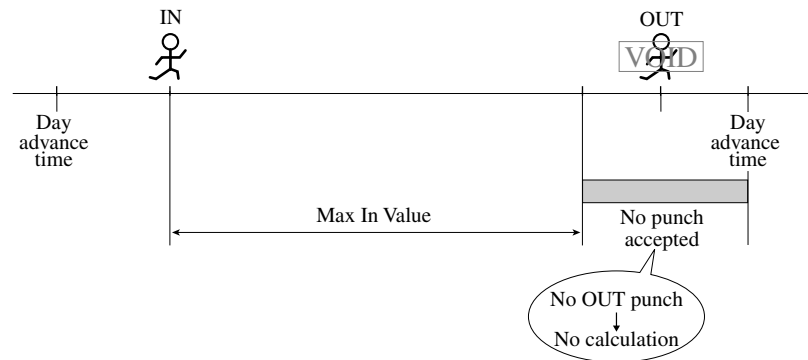 IN
OUT
VOID
Day
advance
time
Day
advance
time
Max In Value
No punch
accepted
No OUT punch
No calculation